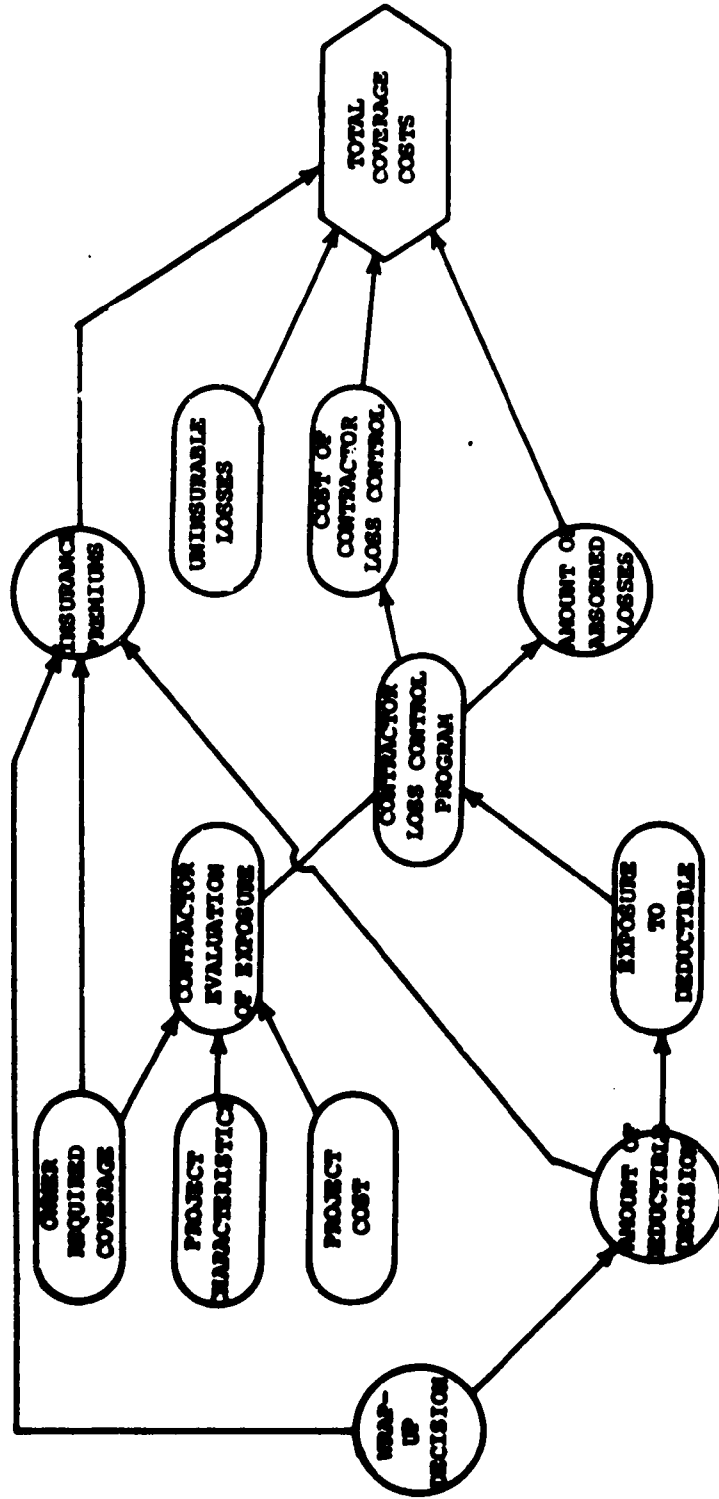 WRAP-
UP
DECISION
OWNER
REQUIRED
COVERAGE
PROJECT
CHARACTERISTICS
PROJECT
COST
AMOUNT OF
DEDUCTIBLE
DECISION
CONTRACTOR
EVALUATION
OF EXPOSURE
EXPOSURE
TO
DEDUCTIBLE
CONTRACTOR
LOSS CONTROL
PROGRAM
INSURANCE
PREMIUMS
UNINSURABLE
LOSSES
COST OF
CONTRACTOR
LOSS CONTROL
AMOUNT OF
ABSORBED
LOSSES
TOTAL
COVERAGE
COSTS